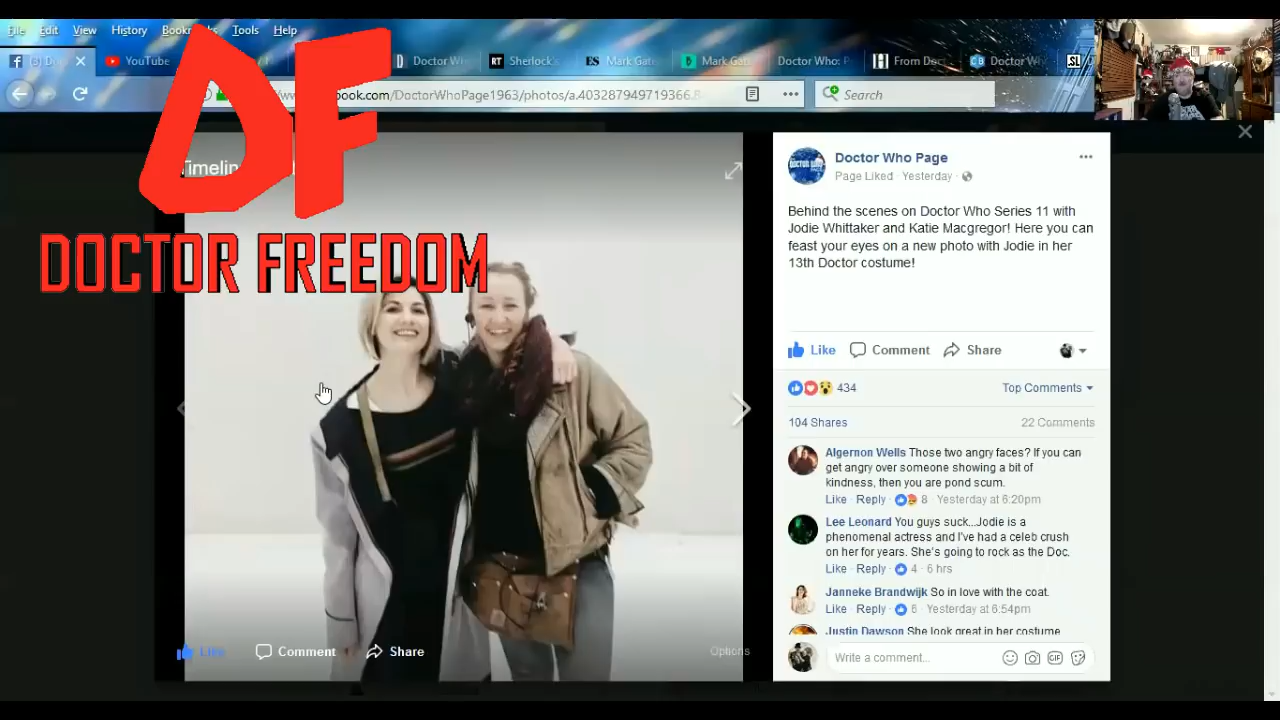 File Edit View History Tools Help
YouTube
Doctor Wh
RT Sherlock's
ES Mark Gat
Mark Gat
Doctor Who: P
H From Doc
CB Doctor W
SL
book.com/DoctorWhoPage1963/photos/a.403287949719366.
Search
DF
DOCTOR FREEDOM
Timelin
Doctor Who Page
Page Liked · Yesterday ·
Behind the scenes on Doctor Who Series 11 with
Jodie Whittaker and Katie Macgregor! Here you can
feast your eyes on a new photo with Jodie in her
13th Doctor costume!
Like Comment Share
434 Top Comments
104 Shares 22 Comments
Algernon Wells Those two angry faces? If you can
get angry over someone showing a bit of
kindness, then you are pond scum.
Like · Reply · 8 · Yesterday at 6:20pm
Lee Leonard You guys suck...Jodie is a
phenomenal actress and I've had a celeb crush
on her for years. She's going to rock as the Doc.
Like · Reply · 4 · 6 hrs
Janneke Brandwijk So in love with the coat.
Like · Reply · 6 · Yesterday at 6:54pm
Justin Dawson She look great in her costume
Write a comment...
GIF
Like Comment Share Options